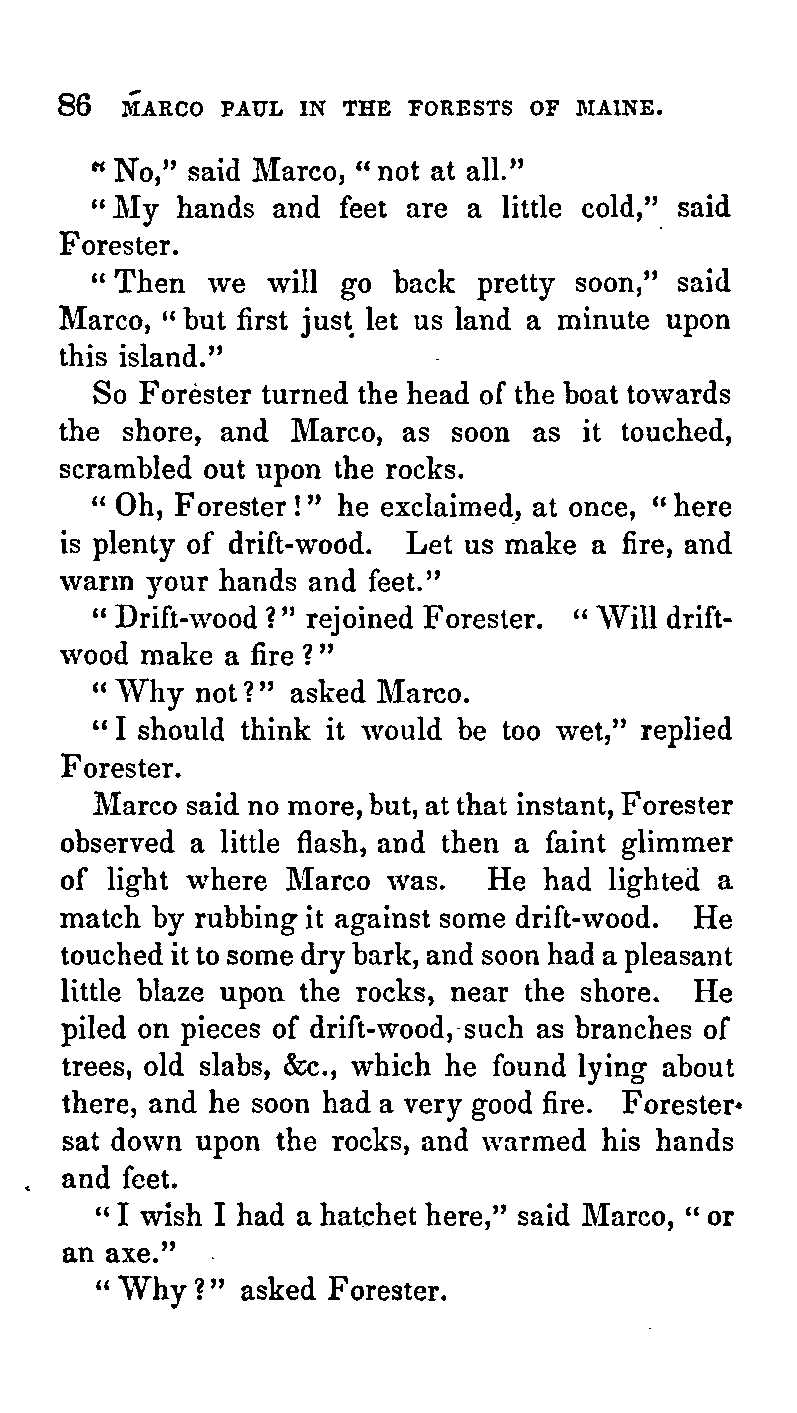 86 MARCO PAUL IN THE FORESTS OF MAINE.
"No," said Marco, "not at all."
"My hands and feet are a little cold," said
Forester.
"Then we will go back pretty soon," said
Marco, "but first just let us land a minute upon
this island."
So Forester turned the head of the boat towards
the shore, and Marco, as soon as it touched,
scrambled out upon the rocks.
"Oh, Forester!" he exclaimed, at once, "here
is plenty of drift-wood. Let us make a fire, and
warm your hands and feet."
"Drift-wood?" rejoined Forester. "Will drift-
wood make a fire?"
"Why not?" asked Marco.
"I should think it would be too wet," replied
Forester.
Marco said no more, but, at that instant, Forester
observed a little flash, and then a faint glimmer
of light where Marco was. He had lighted a
match by rubbing it against some drift-wood. He
touched it to some dry bark, and soon had a pleasant
little blaze upon the rocks, near the shore. He
piled on pieces of drift-wood, such as branches of
trees, old slabs, &c., which he found lying about
there, and he soon had a very good fire. Forester
sat down upon the rocks, and warmed his hands
and feet.
"I wish I had a hatchet here," said Marco, "or
an axe."
"Why?" asked Forester.